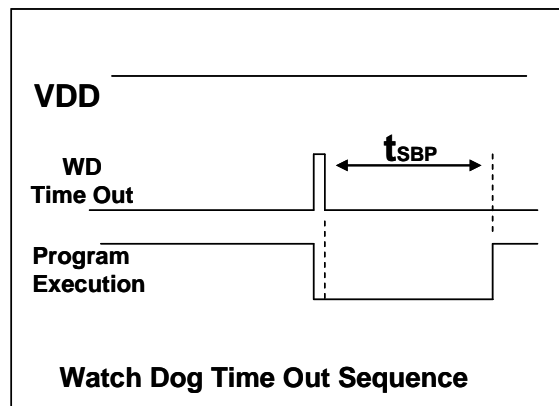 VDD
tSBP
WD
Time Out
Program
Execution
Watch Dog Time Out Sequence